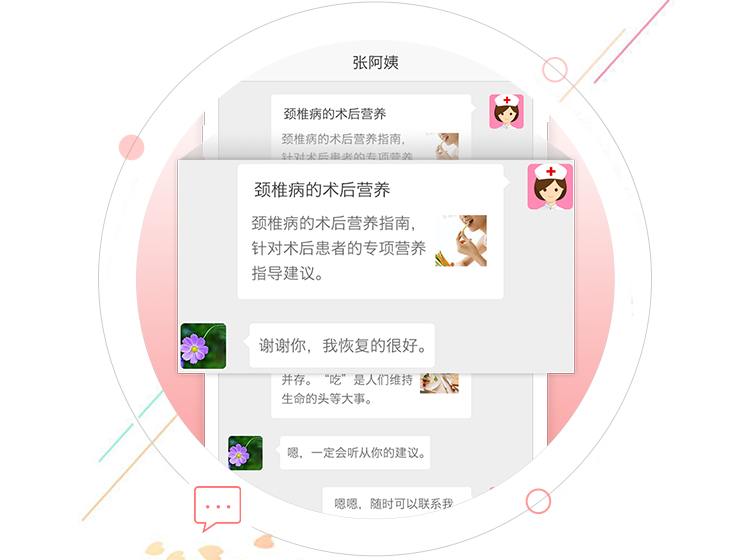 张阿姨
颈椎病的术后营养
颈椎病的术后营养指南，
针对术后患者的专项营养
颈椎病的术后营养
颈椎病的术后营养指南，
针对术后患者的专项营养
指导建议。
谢谢你，我恢复的很好。
并存。“吃”是人们维持
生命的头等大事。
嗯，一定会听从你的建议。
嗯嗯，随时可以联系我